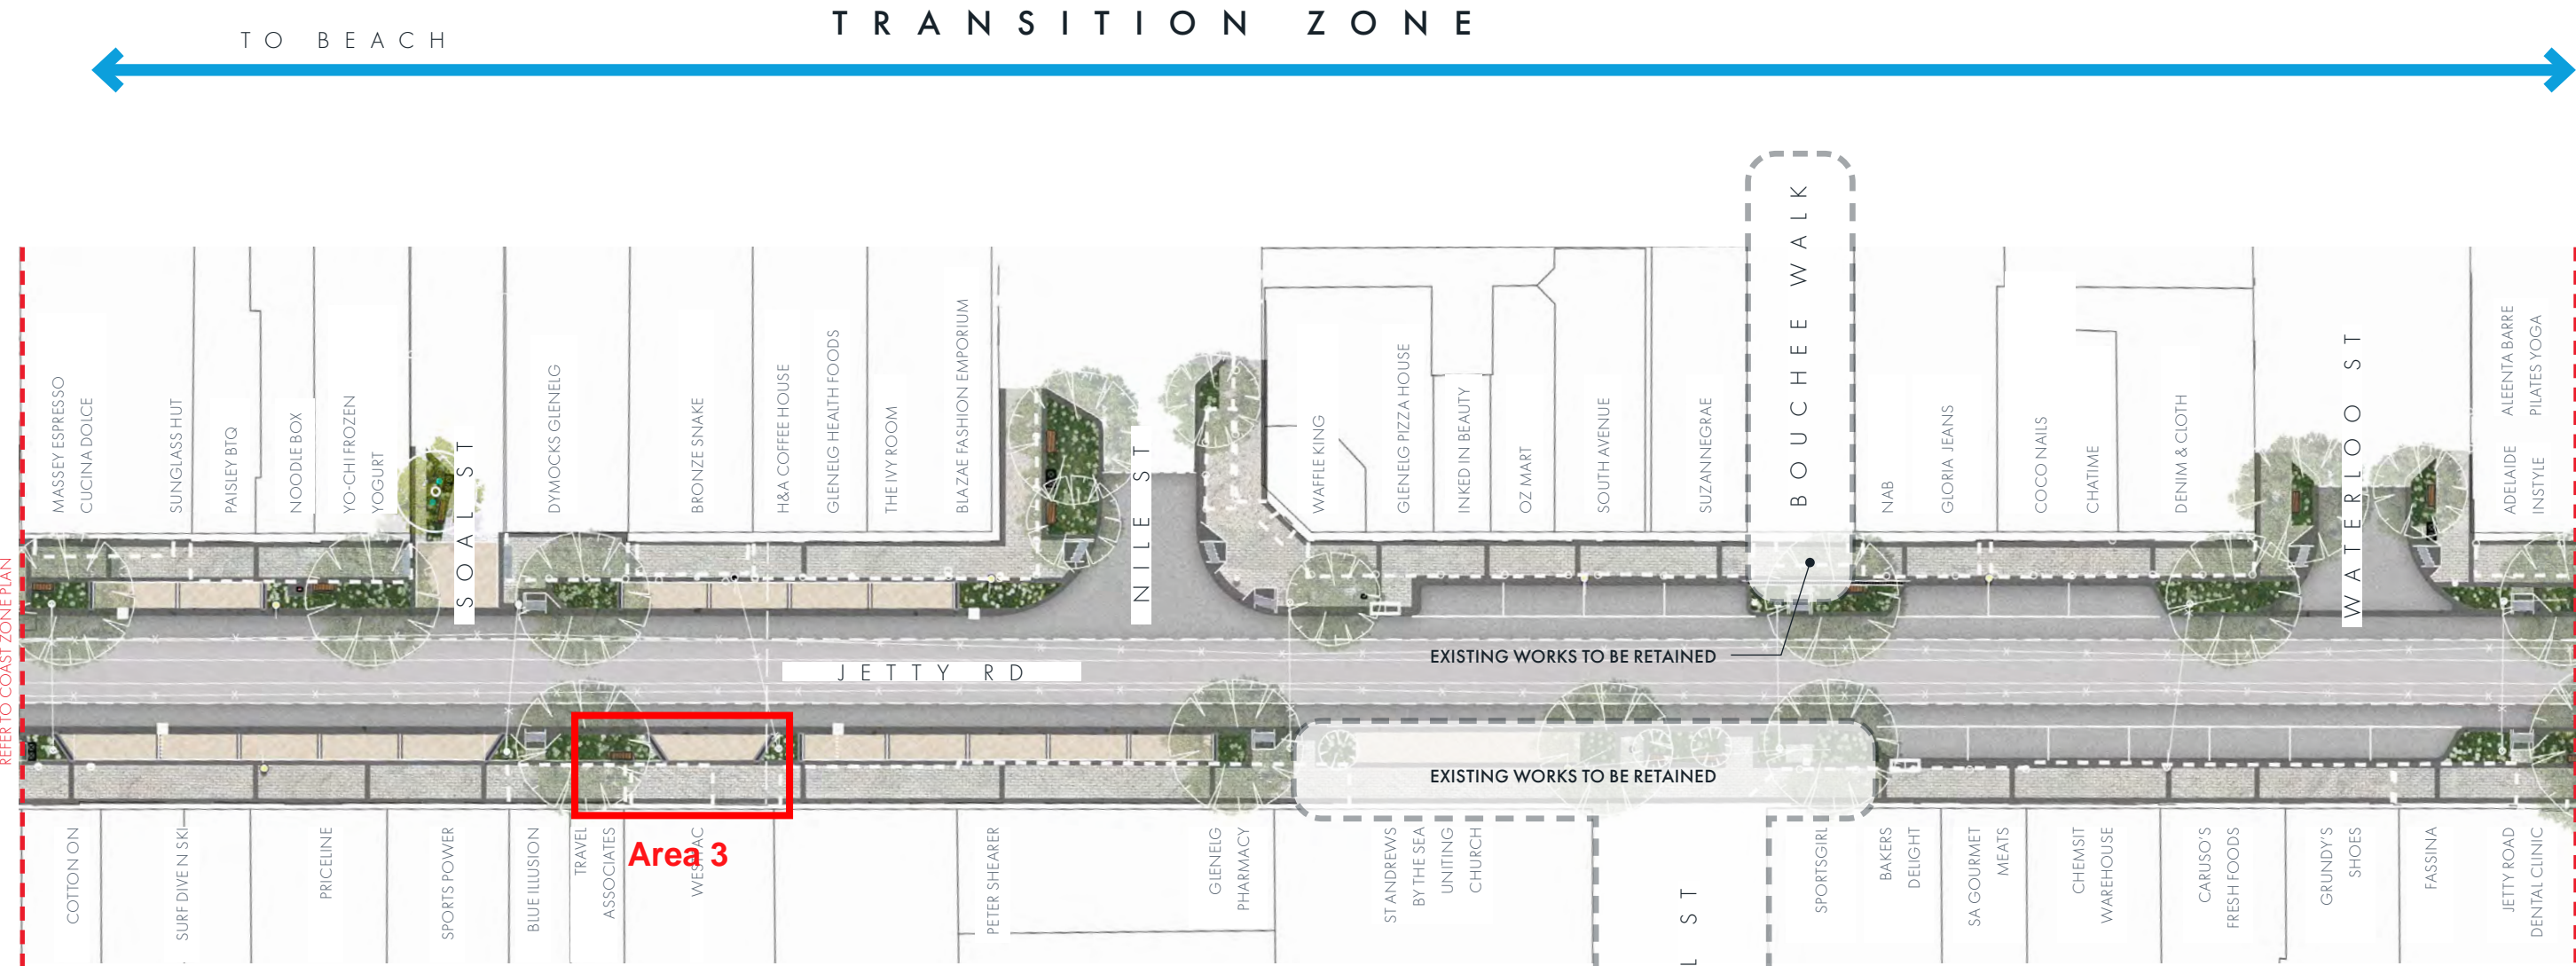 TRANSITION ZONE
TO BEACH
REFER TO COAST ZONE PLAN
MASSEY ESPRESSO
CUCINA DOLCE
SUNGLASS HUT
PAISLEY BTQ
NOODLE BOX
YO-CHI FROZEN
YOGURT
SOAL ST
DYMOCKS GLENELG
BRONZE SNAKE
H&A COFFEE HOUSE
GLENELG HEALTH FOODS
THE IVY ROOM
BLAZAE FASHION EMPORIUM
NILE ST
WAFFLE KING
GLENELG PIZZA HOUSE
INKED IN BEAUTY
OZ MART
SOUTH AVENUE
SUZANNEGRAE
BOUCHEE WALK
NAB
GLORIA JEANS
COCO NAILS
CHATIME
DENIM & CLOTH
WATERLOO ST
ADELAIDE
INSTYLE
ALEENTA BARRE
PILATES YOGA
EXISTING WORKS TO BE RETAINED
JETTY RD
EXISTING WORKS TO BE RETAINED
COTTON ON
SURF DIVE N SKI
PRICELINE
SPORTS POWER
BLUE ILLUSION
TRAVEL
ASSOCIATES
Area 3
WESTPAC
PETER SHEARER
GLENELG
PHARMACY
ST ANDREWS
BY THE SEA
UNITING
CHURCH
L ST
SPORTSGIRL
BAKERS
DELIGHT
SA GOURMET
MEATS
CHEMSIT
WAREHOUSE
CARUSO'S
FRESH FOODS
GRUNDY'S
SHOES
FASSINA
JETTY ROAD
DENTAL CLINIC